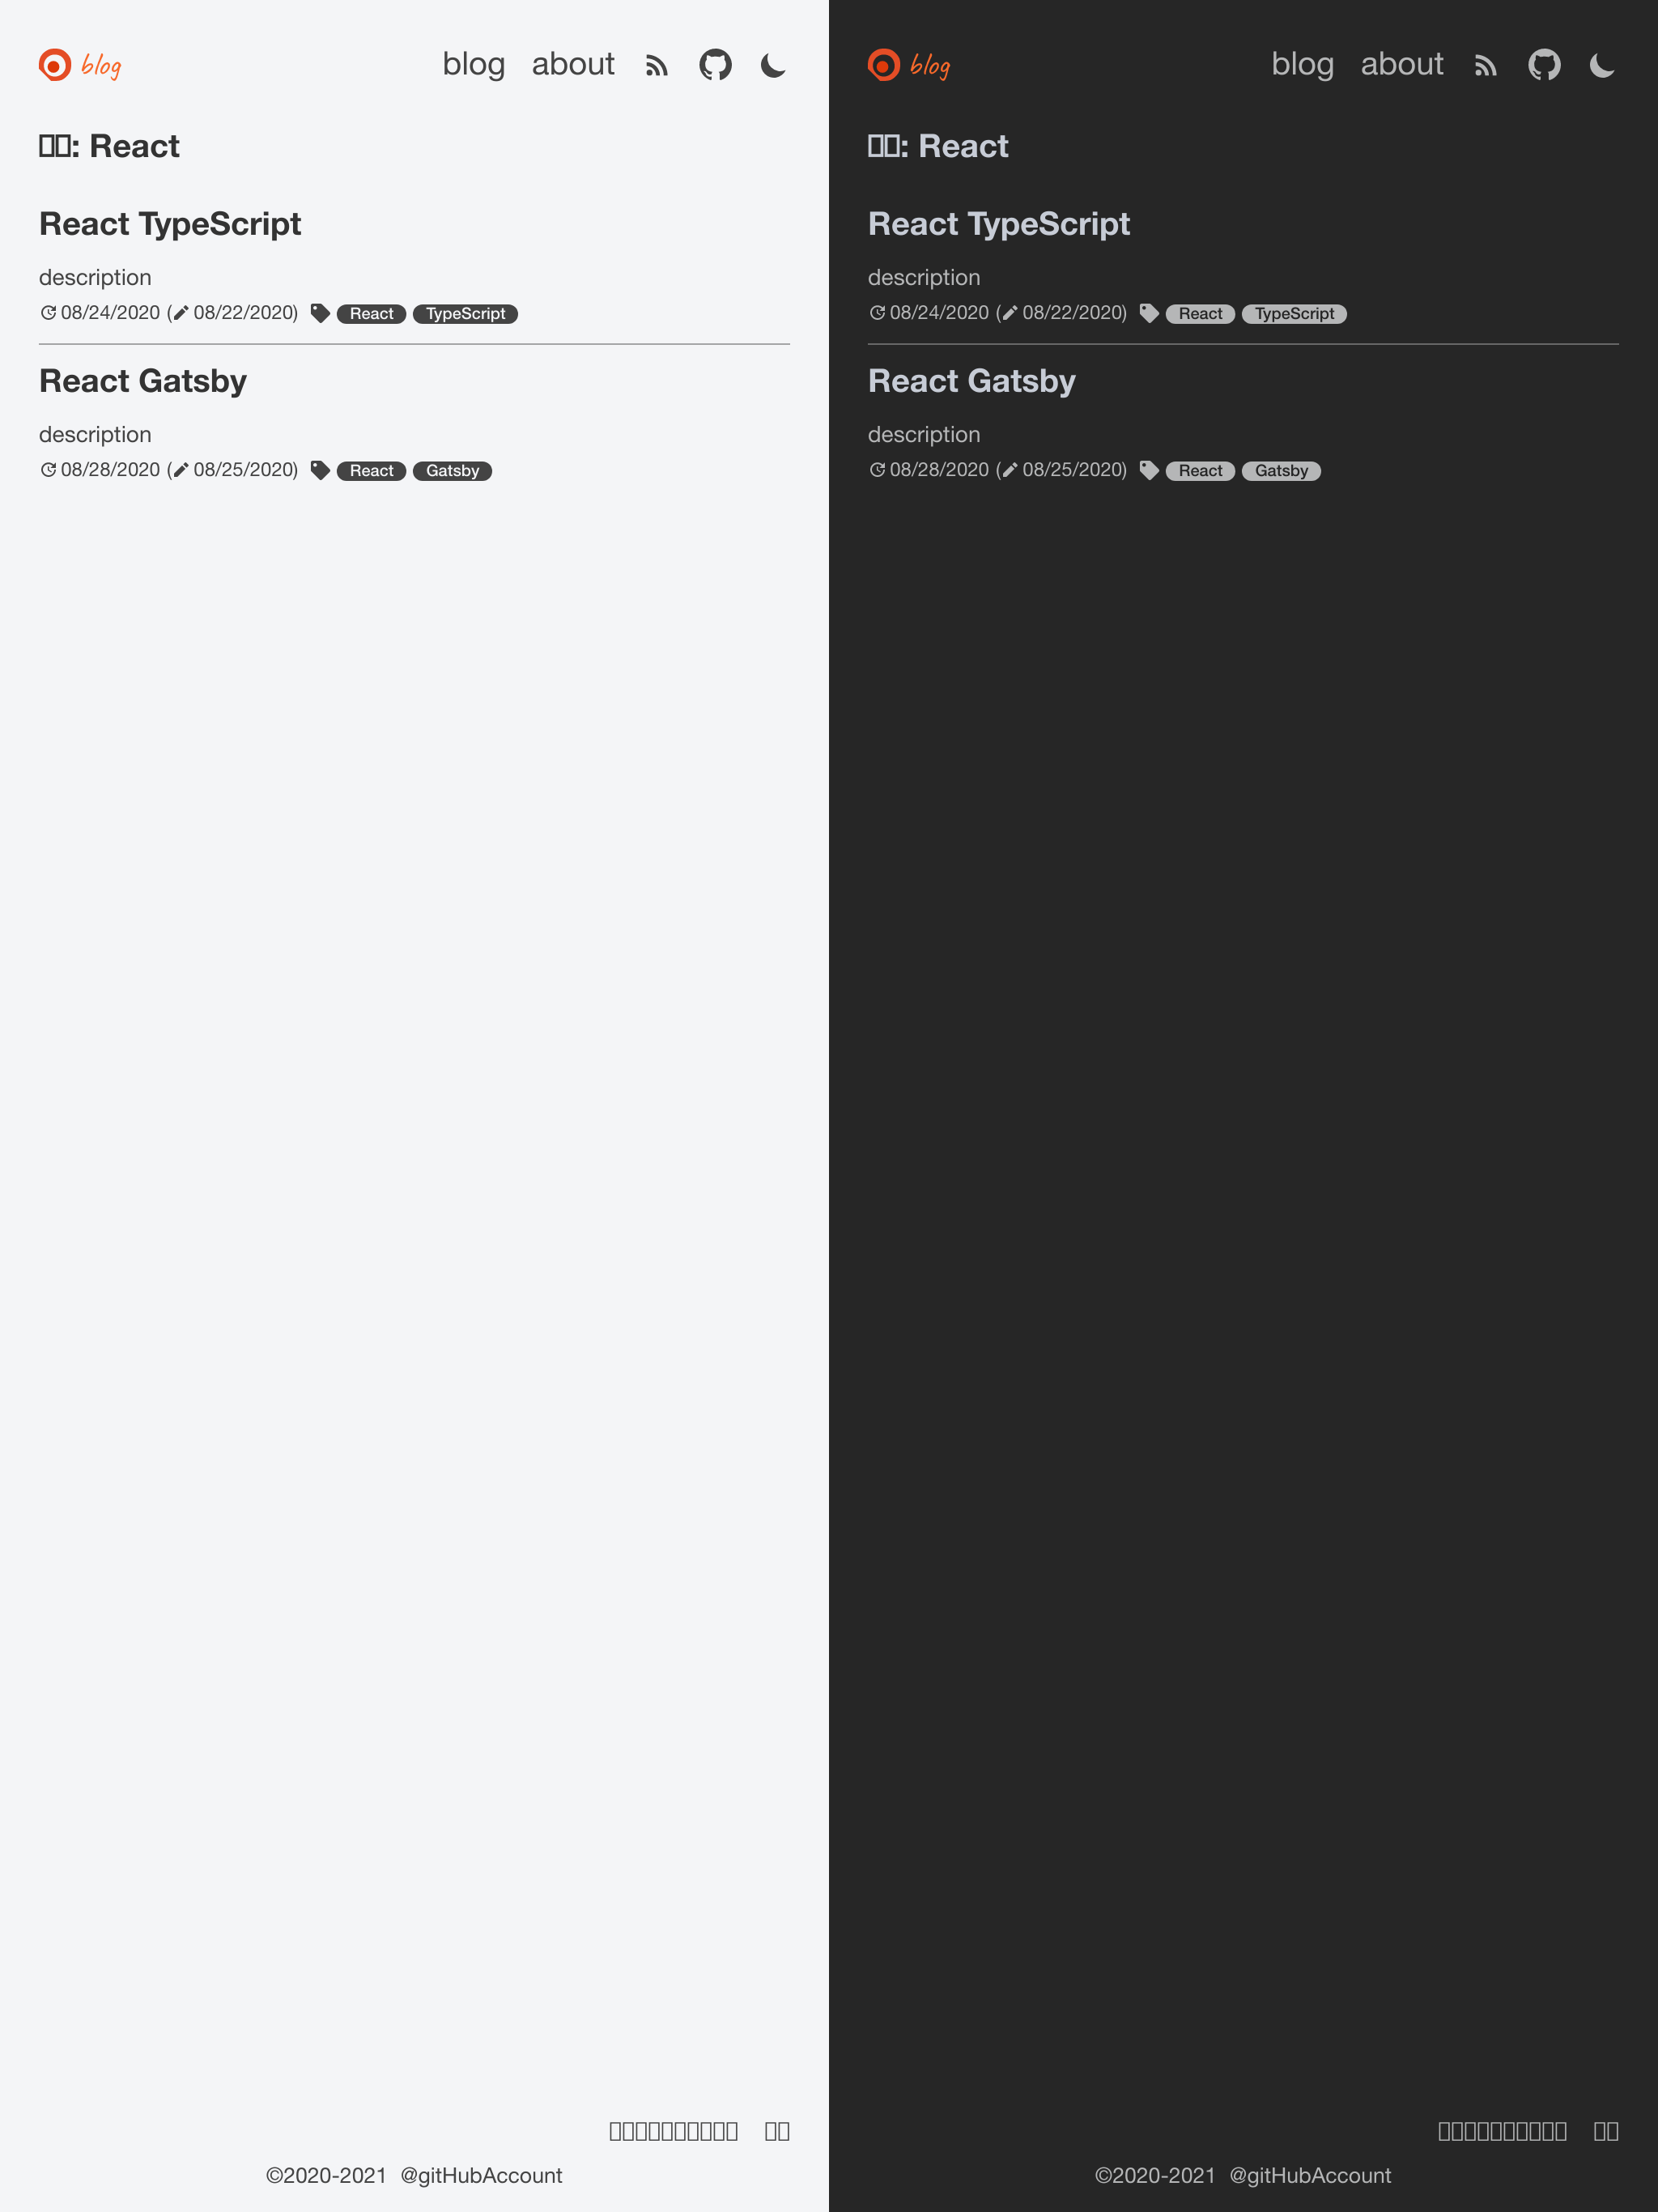 blog blog about
: React
React TypeScript
description
08/24/2020 ( 08/22/2020) React TypeScript
React Gatsby
description
08/28/2020 ( 08/25/2020) React Gatsby
©2020-2021 @gitHubAccount
blog blog about
: React
React TypeScript
description
08/24/2020 ( 08/22/2020) React TypeScript
React Gatsby
description
08/28/2020 ( 08/25/2020) React Gatsby
©2020-2021 @gitHubAccount